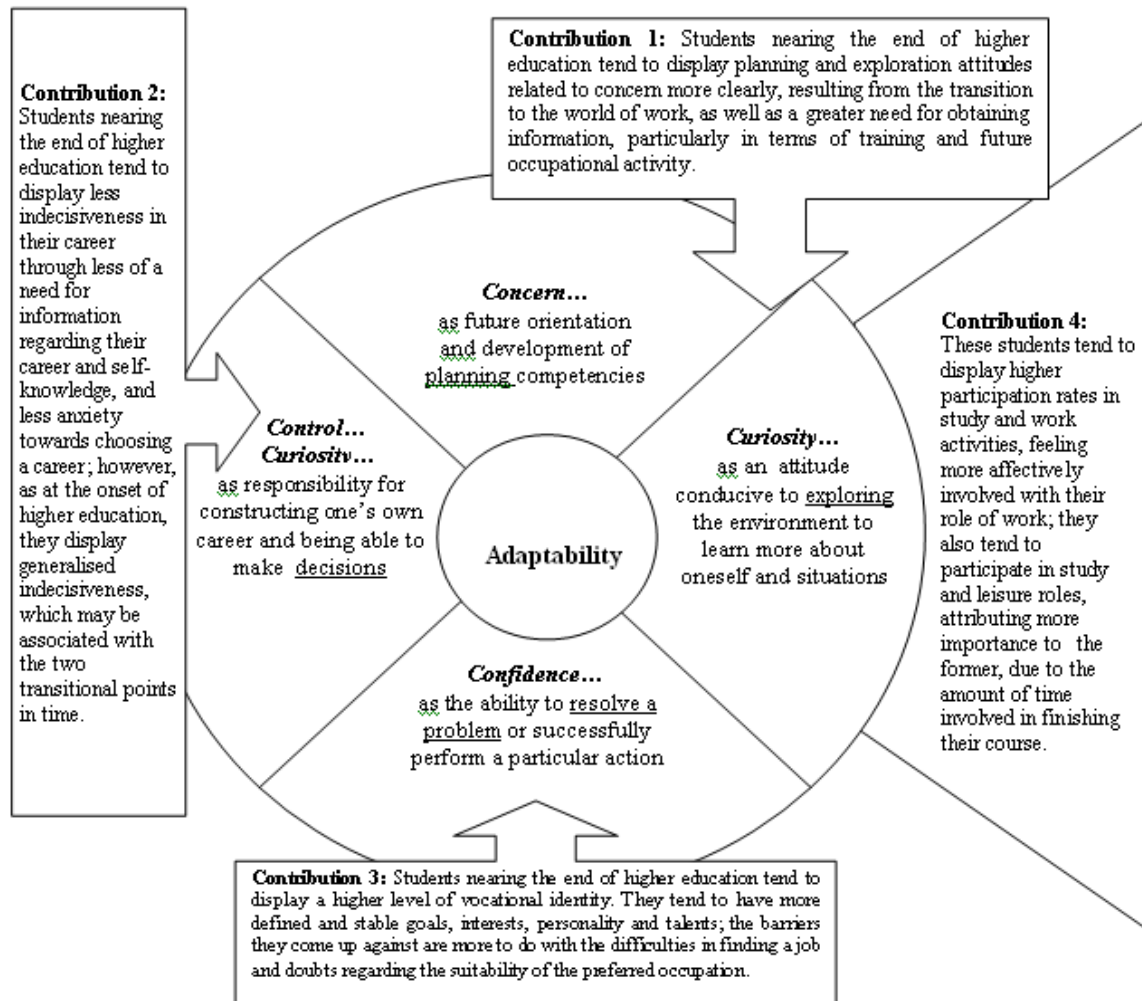 Contribution 1: Students nearing the end of higher
education tend to display planning and exploration attitudes
related to concern more clearly, resulting from the transition
to the world of work, as well as a greater need for obtaining
information, particularly in terms of training and future
occupational activity.
Contribution 2:
Students nearing
the end of higher
education tend to
display less
indecisiveness in
their career
through less of a
need for
information
regarding their
career and self-
knowledge, and
less anxiety
towards choosing
a career; however,
as at the onset of
higher education,
they display
generalised
indecisiveness,
which may be
associated with
the two
transitional points
in time.
Concern…
as future orientation
and development of
planning competencies
Control…
Curiosity…
as responsibility for
constructing one's own
career and being able to
make decisions
Adaptability
Curiosity…
as an attitude
conducive to exploring
the environment to
learn more about
oneself and situations
Confidence…
as the ability to resolve a
problem or successfully
perform a particular action
Contribution 4:
These students tend to
display higher
participation rates in
study and work
activities, feeling
more affectively
involved with their
role of work; they
also tend to
participate in study
and leisure roles,
attributing more
importance to the
former, due to the
amount of time
involved in finishing
their course.
Contribution 3: Students nearing the end of higher education tend to
display a higher level of vocational identity. They tend to have more
defined and stable goals, interests, personality and talents; the barriers
they come up against are more to do with the difficulties in finding a job
and doubts regarding the suitability of the preferred occupation.